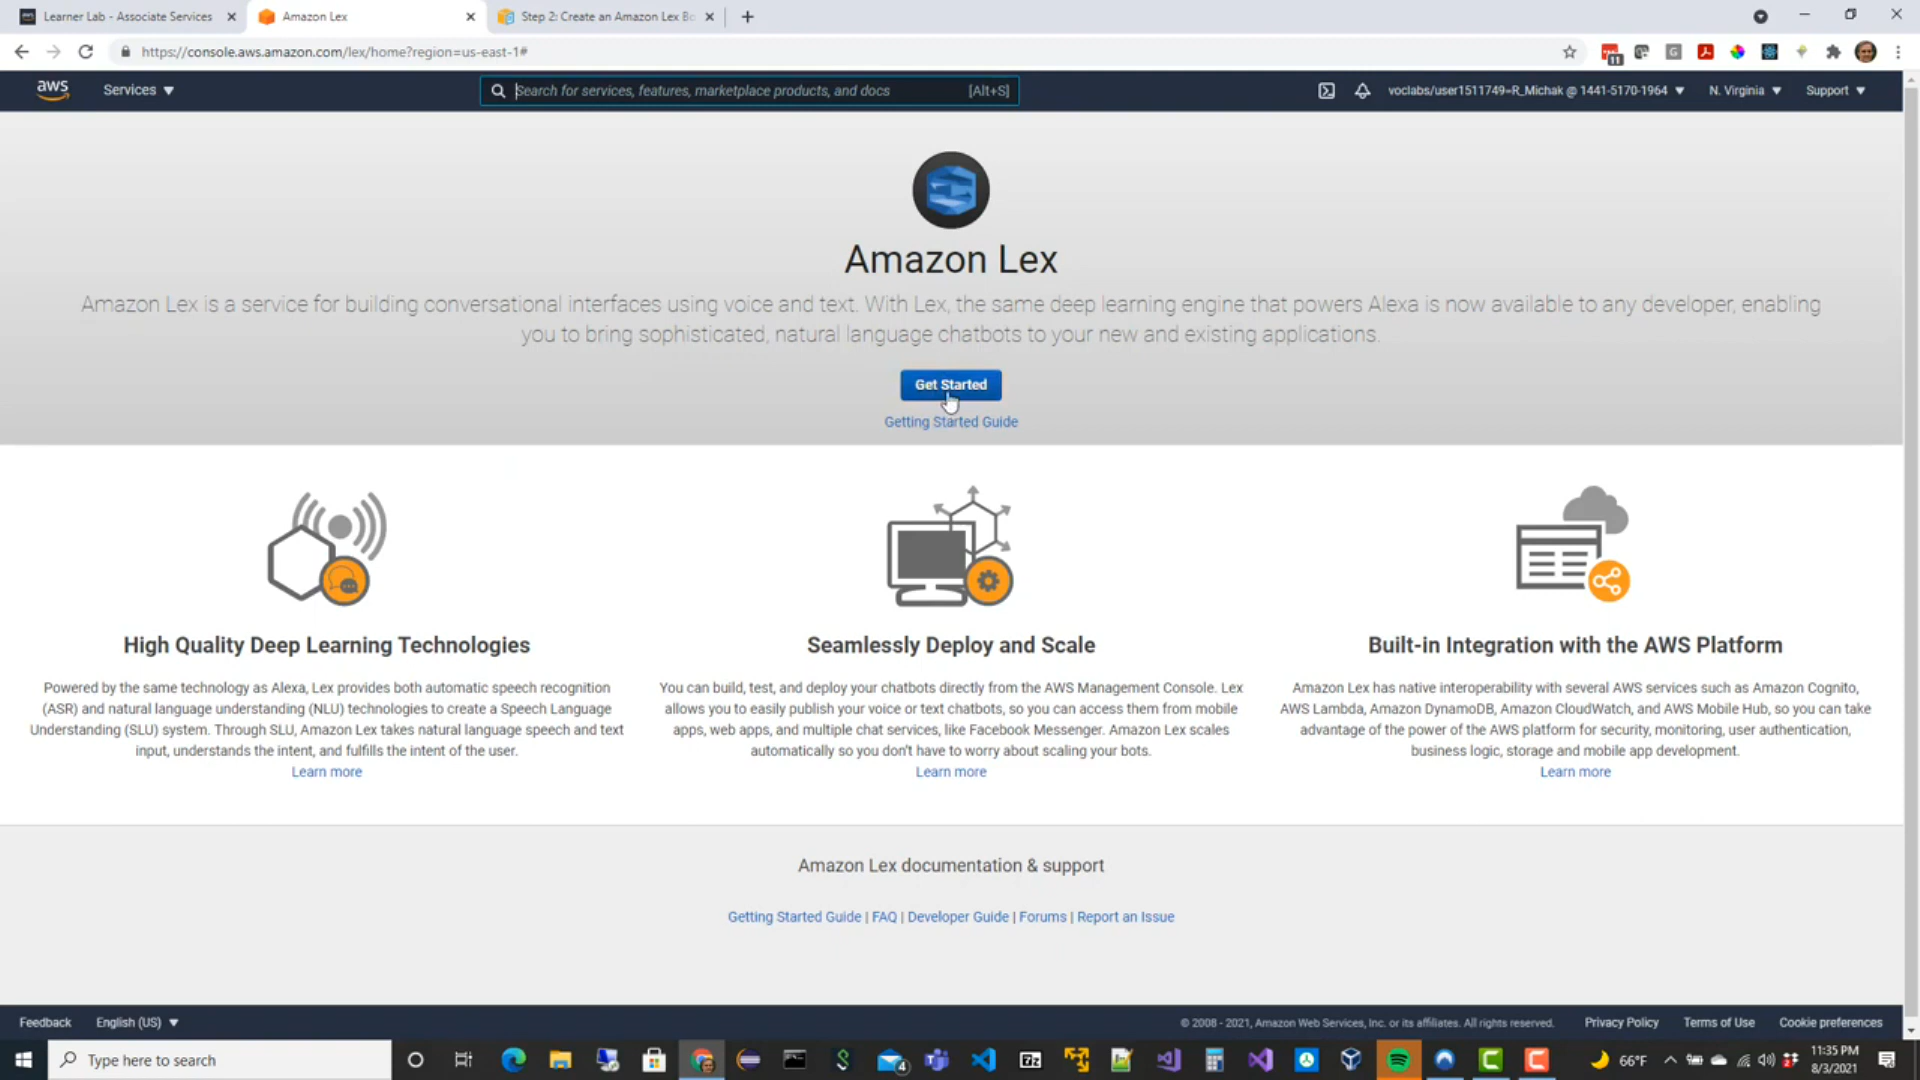 Learner Lab - Associate Services
Amazon Lex
Step 2: Create an Amazon Lex Bo
https://console.aws.amazon.com/lex/home?region=us-east-1#
11
aws
Services
Search for services, features, marketplace products, and docs
[Alt+S]
voclabs/user1511749=R_Michak @ 1441-5170-1964
N. Virginia
Support
Amazon Lex
Amazon Lex is a service for building conversational interfaces using voice and text. With Lex, the same deep learning engine that powers Alexa is now available to any developer, enabling
you to bring sophisticated, natural language chatbots to your new and existing applications.
Get Started
Getting Started Guide
High Quality Deep Learning Technologies
Powered by the same technology as Alexa, Lex provides both automatic speech recognition
(ASR) and natural language understanding (NLU) technologies to create a Speech Language
Understanding (SLU) system. Through SLU, Amazon Lex takes natural language speech and text
input, understands the intent, and fulfills the intent of the user.
Learn more
Seamlessly Deploy and Scale
You can build, test, and deploy your chatbots directly from the AWS Management Console. Lex
allows you to easily publish your voice or text chatbots, so you can access them from mobile
apps, web apps, and multiple chat services, like Facebook Messenger. Amazon Lex scales
automatically so you don't have to worry about scaling your bots.
Learn more
Built-in Integration with the AWS Platform
Amazon Lex has native interoperability with several AWS services such as Amazon Cognito,
AWS Lambda, Amazon DynamoDB, Amazon CloudWatch, and AWS Mobile Hub, so you can take
advantage of the power of the AWS platform for security, monitoring, user authentication,
business logic, storage and mobile app development.
Learn more
Amazon Lex documentation & support
Getting Started Guide | FAQ | Developer Guide | Forums | Report an Issue
Feedback
English (US)
© 2008 - 2021, Amazon Web Services, Inc. or its affiliates. All rights reserved.
Privacy Policy
Terms of Use
Cookie preferences
Type here to search
4
7z
66°F
11:35 PM
8/3/2021